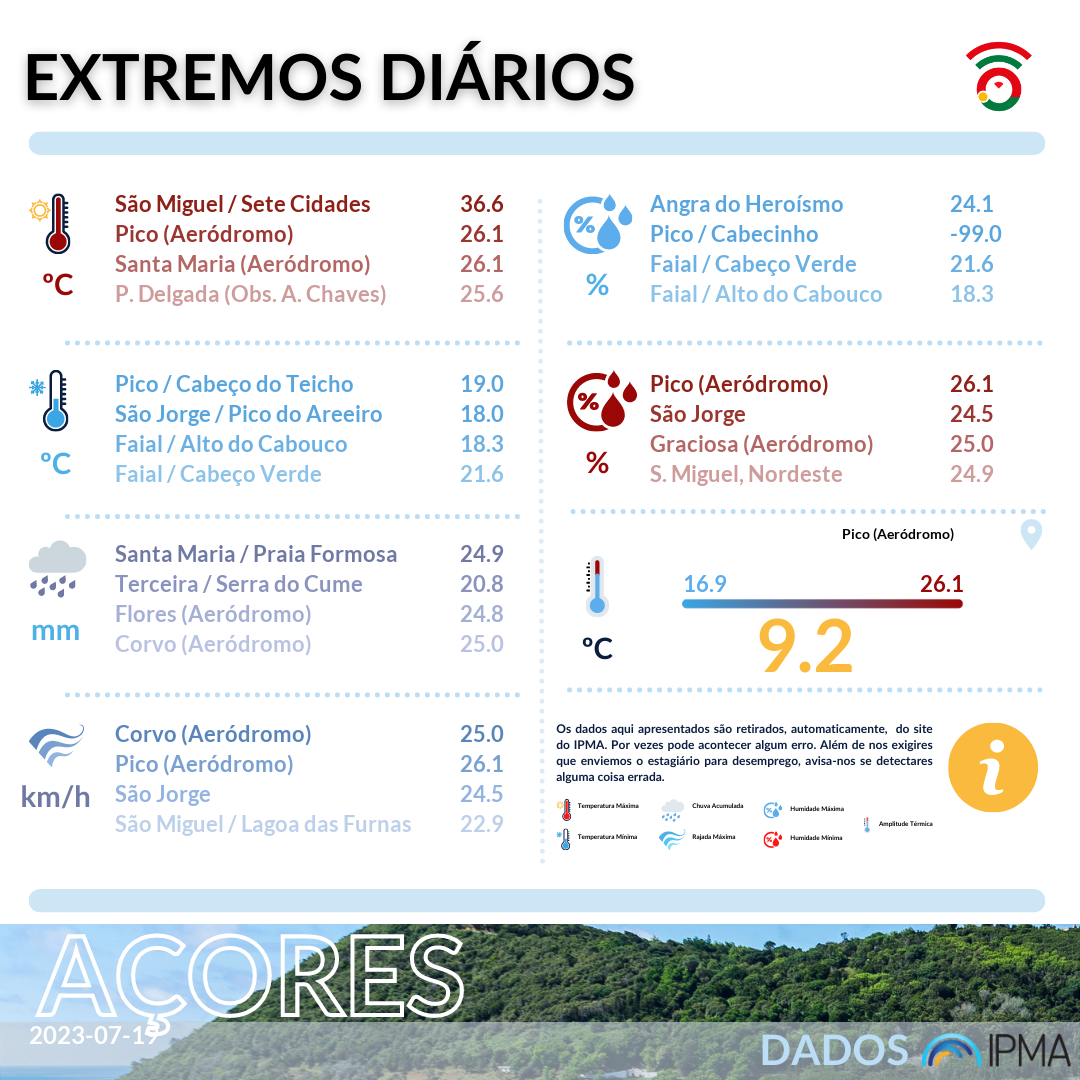 EXTREMOS DIÁRIOS
São Miguel / Sete Cidades 36.6
Pico (Aeródromo) 26.1
Santa Maria (Aeródromo) 26.1
P. Delgada (Obs. A. Chaves) 25.6
ºC
Pico / Cabeço do Teicho 19.0
São Jorge / Pico do Areeiro 18.0
Faial / Alto do Cabouco 18.3
Faial / Cabeço Verde 21.6
ºC
Santa Maria / Praia Formosa 24.9
Terceira / Serra do Cume 20.8
Flores (Aeródromo) 24.8
Corvo (Aeródromo) 25.0
mm
Corvo (Aeródromo) 25.0
Pico (Aeródromo) 26.1
São Jorge 24.5
São Miguel / Lagoa das Furnas 22.9
km/h
%
Angra do Heroísmo 24.1
Pico / Cabecinho -99.0
Faial / Cabeço Verde 21.6
Faial / Alto do Cabouco 18.3
%
%
Pico (Aeródromo) 26.1
São Jorge 24.5
Graciosa (Aeródromo) 25.0
S. Miguel, Nordeste 24.9
%
Pico (Aeródromo)
16.9 26.1
9.2
ºC
Os dados aqui apresentados são retirados, automaticamente, do site
do IPMA. Por vezes pode acontecer algum erro. Além de nos exigires
que enviemos o estagiário para desemprego, avisa-nos se detectares
alguma coisa errada.
i
Temperatura Máxima Chuva Acumulada Humidade Máxima
Amplitude Térmica
Temperatura Mínima Rajada Máxima Humidade Mínima
AÇORES
2023-07-19
DADOS IPMA